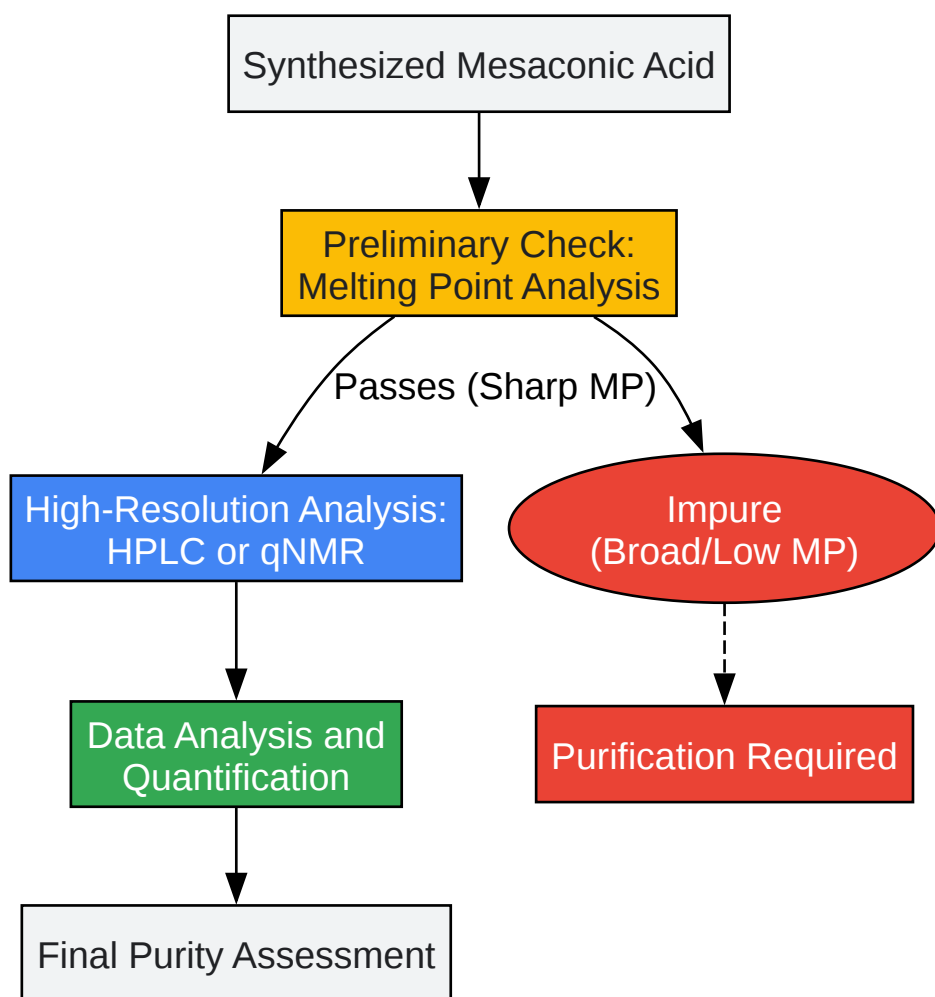 Synthesized Mesaconic Acid
Preliminary Check:
Melting Point Analysis
Passes (Sharp MP)
High-Resolution Analysis:
HPLC or qNMR
Impure
(Broad/Low MP)
Data Analysis and
Quantification
Purification Required
Final Purity Assessment